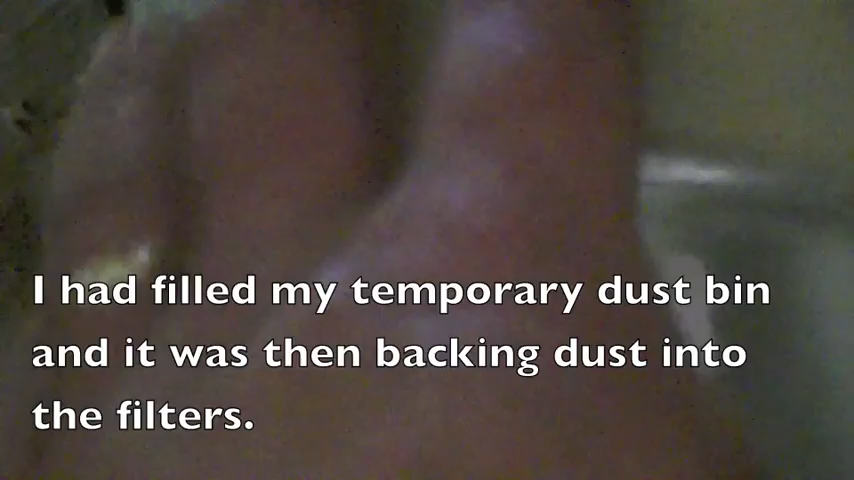 I had filled my temporary dust bin
and it was then backing dust into
the filters.